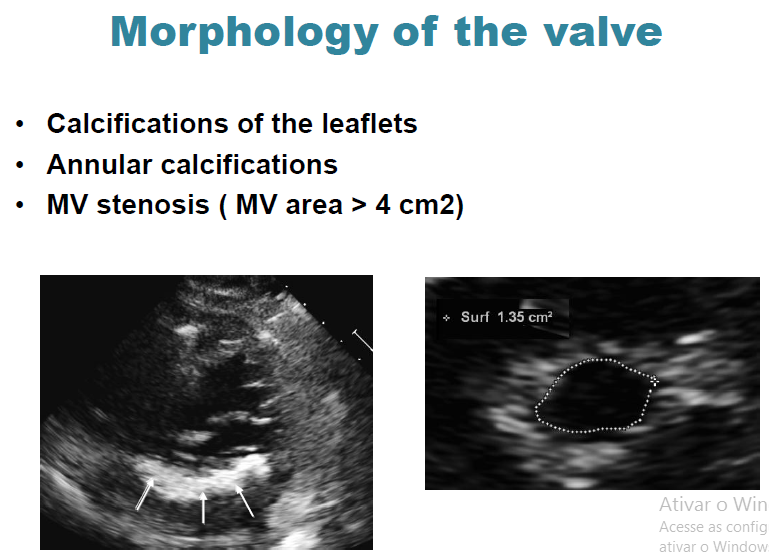 Morphology of the valve
• Calcifications of the leaflets
• Annular calcifications
• MV stenosis ( MV area > 4 cm2)
Surf 1.35 cm²
Ativar o Win
Acesse as config
ativar o Window